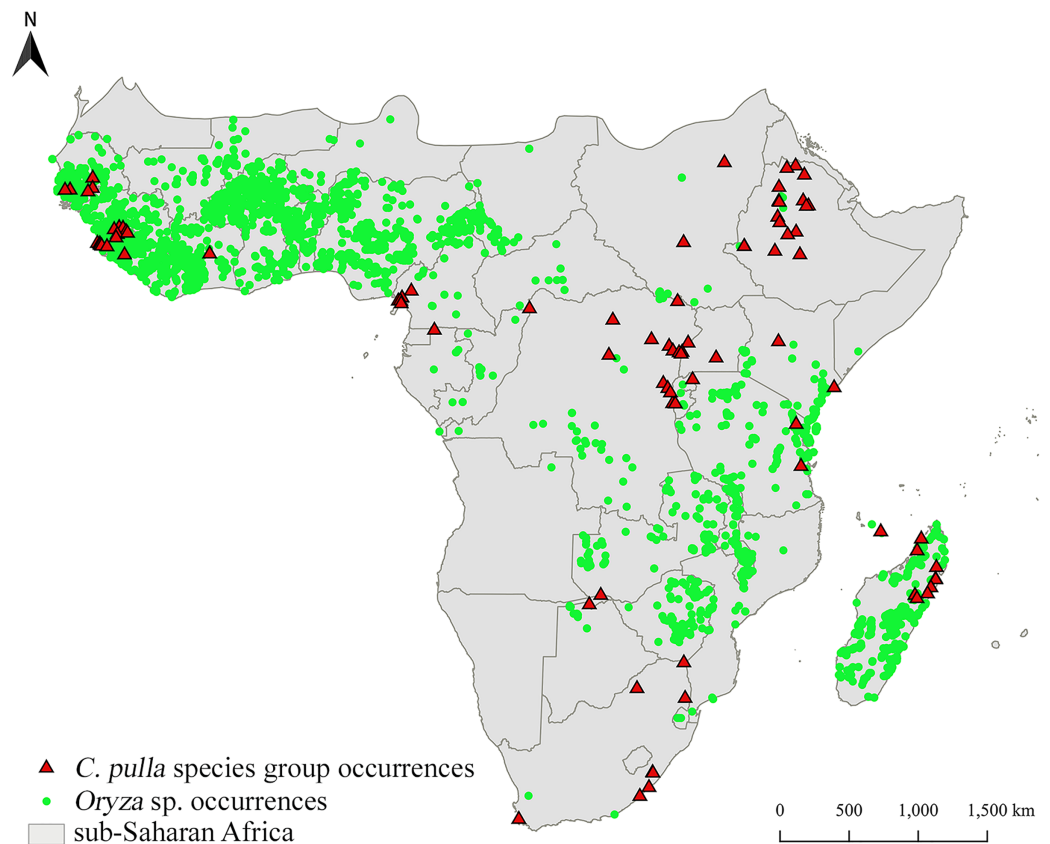 N
C. pulla species group occurrences
Oryza sp. occurrences
sub-Saharan Africa
0 500 1,000 1,500 km